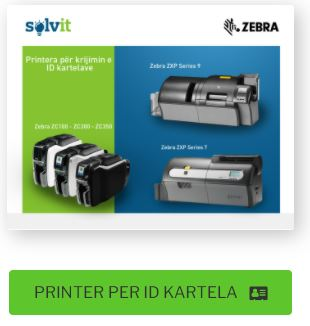 sølvit
ZEBRA
Printera për krijimin e
ID kartelave
Zebra ZXP Series 9
Zebra ZC100 - ZC300 - ZC350
Zebra ZXP Series 7
PRINTER PER ID KARTELA